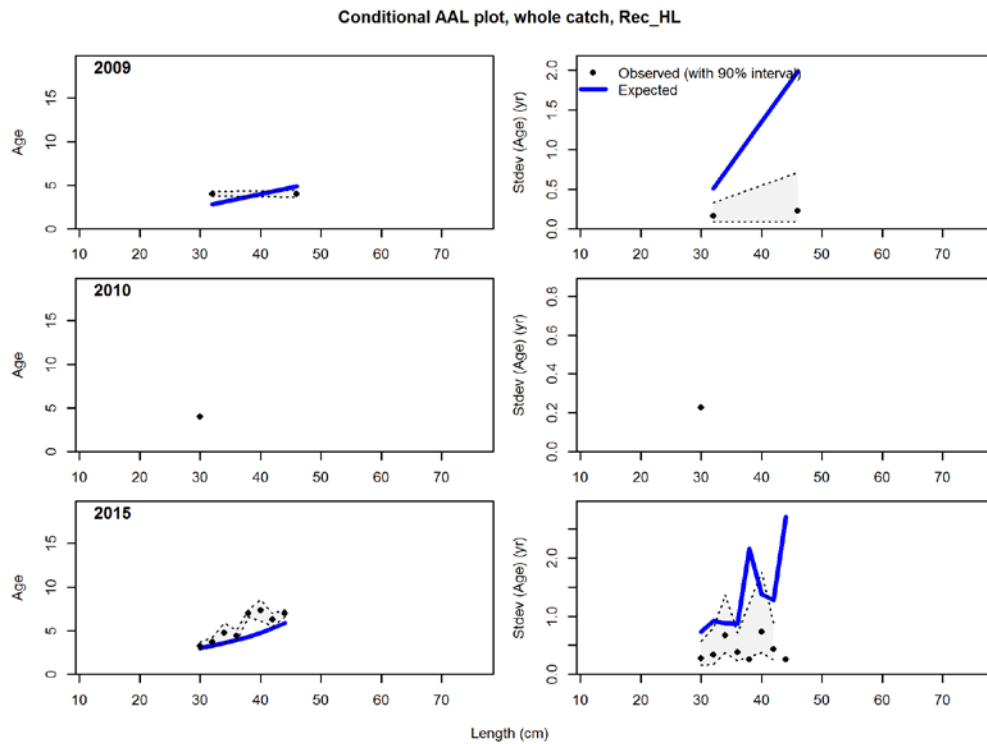 Conditional AAL plot, whole catch, Rec_HL
2009
Age
0 5 10 15
10 20 30 40 50 60 70
Observed (with 90% interval)
Expected
Stdev (Age) (yr)
0.0 0.5 1.0 1.5 2.0
10 20 30 40 50 60 70
2010
Age
0 5 10 15
10 20 30 40 50 60 70
Stdev (Age) (yr)
0.0 0.2 0.4 0.6 0.8
10 20 30 40 50 60 70
2015
Age
0 5 10 15
10 20 30 40 50 60 70
Stdev (Age) (yr)
0.0 1.0 2.0
10 20 30 40 50 60 70
Length (cm)